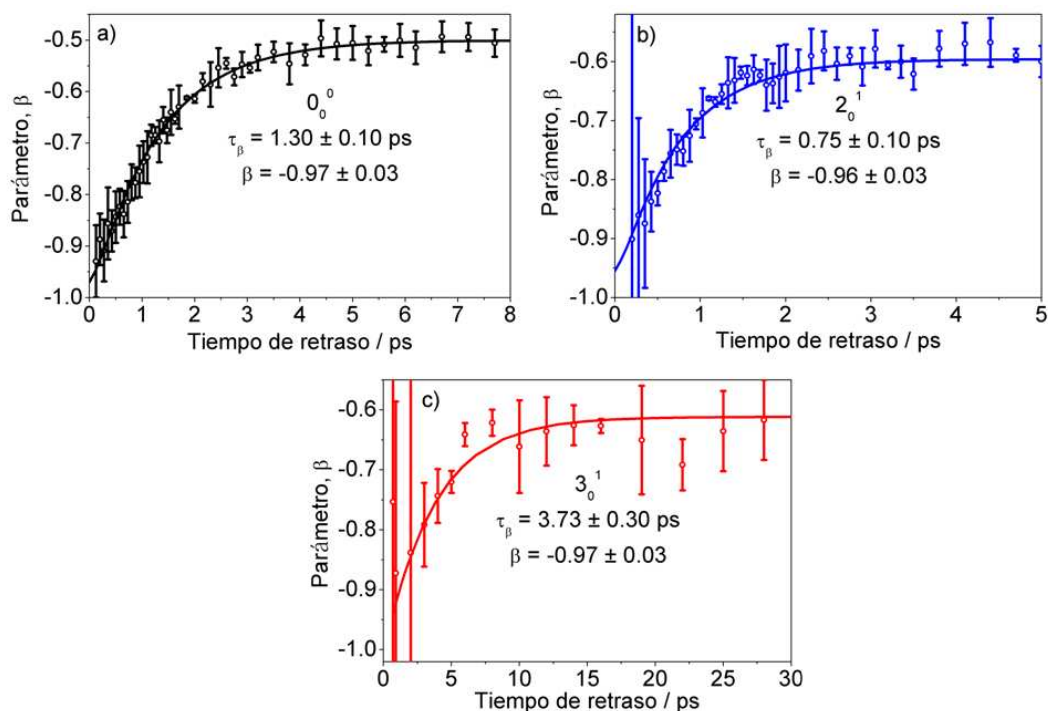 a)
-0.5
-0.6
-0.7
-0.8
-0.9
-1.0
Parámetro, β
0₀⁰
τβ = 1.30 ± 0.10 ps
β = -0.97 ± 0.03
0 1 2 3 4 5 6 7 8
Tiempo de retraso / ps
b)
-0.6
-0.7
-0.8
-0.9
-1.0
Parámetro, β
2₀¹
τβ = 0.75 ± 0.10 ps
β = -0.96 ± 0.03
0 1 2 3 4 5
Tiempo de retraso / ps
c)
-0.6
-0.7
-0.8
-0.9
-1.0
Parámetro, β
3₀¹
τβ = 3.73 ± 0.30 ps
β = -0.97 ± 0.03
0 5 10 15 20 25 30
Tiempo de retraso / ps